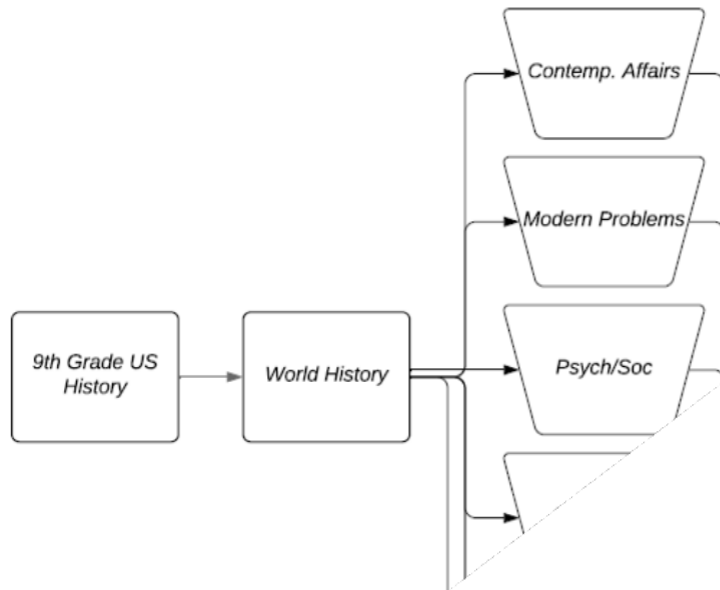 Contemp. Affairs
Modern Problems
9th Grade US
History
World History
Psych/Soc